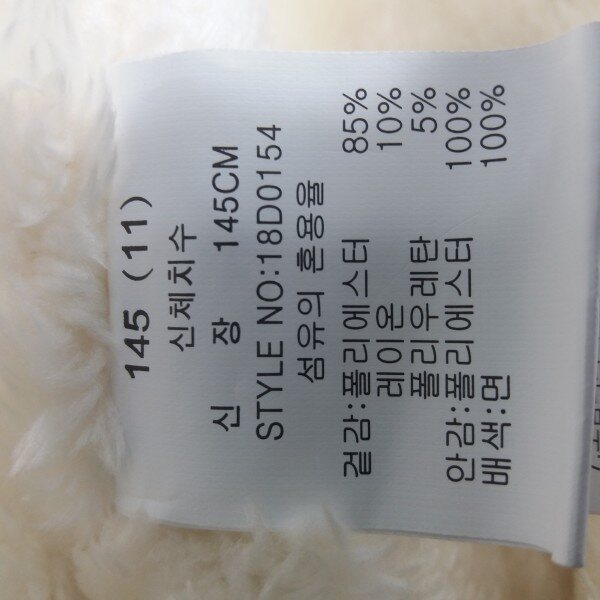 145 (11)
신체치수
신 장 145CM
STYLE NO:18D0154
섬유의 혼용율
겉감:폴리에스터 85%
레이온 10%
폴리우레탄 5%
안감:폴리에스터 100%
배색:면 100%